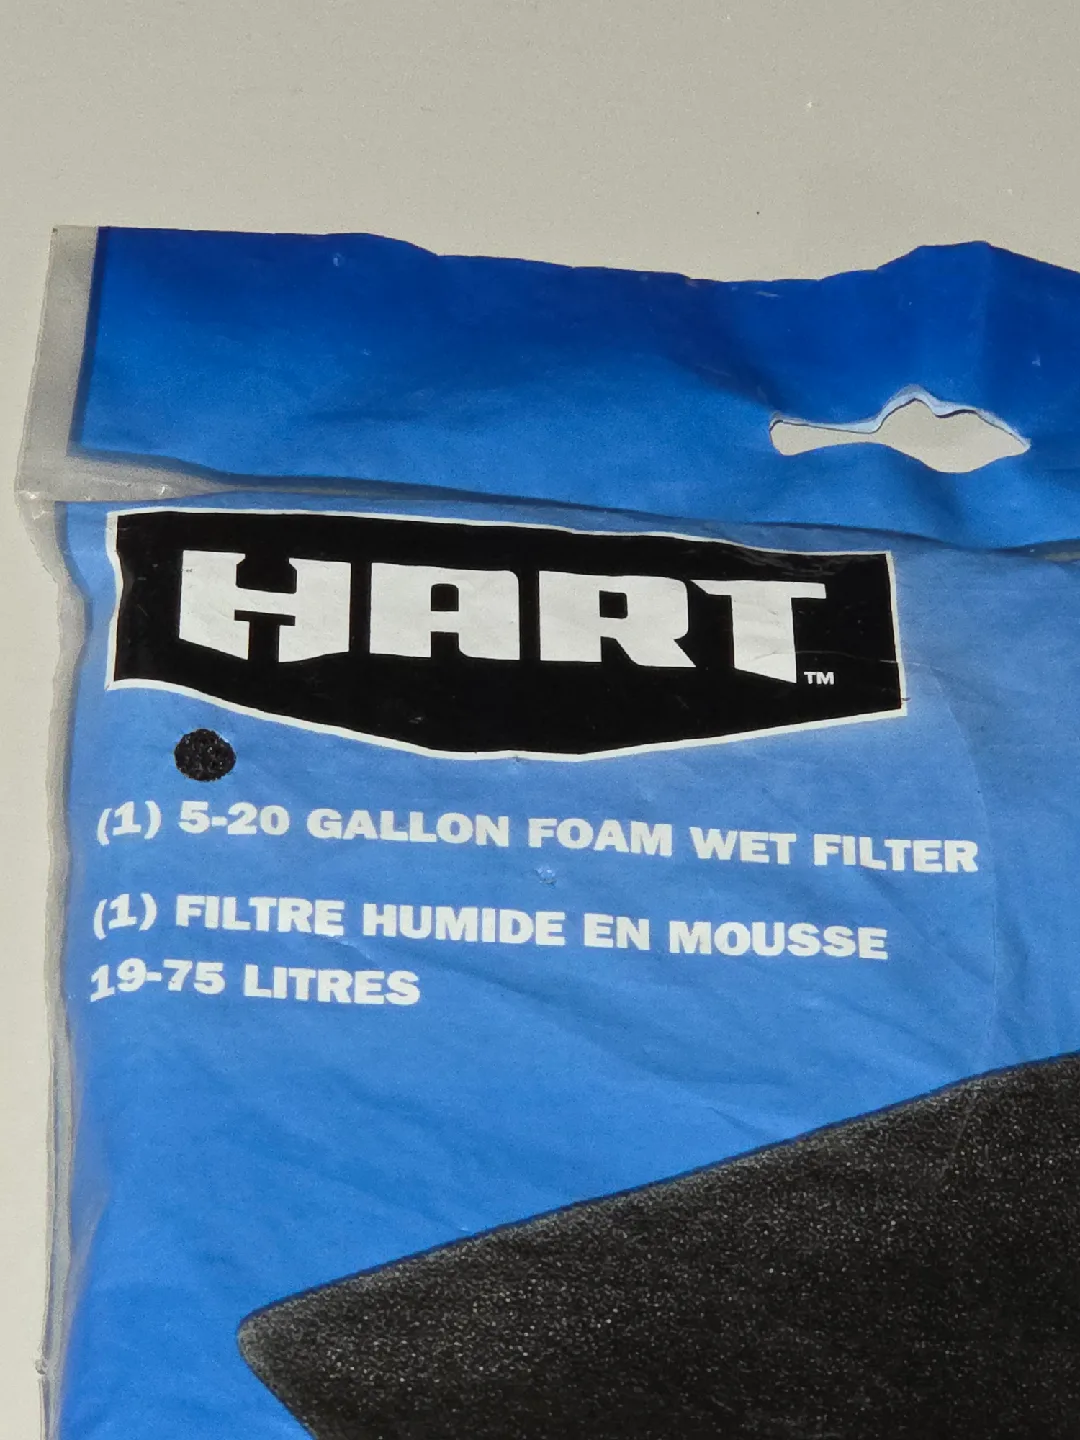 HART™
(1) 5-20 GALLON FOAM WET FILTER
(1) FILTRE HUMIDE EN MOUSSE
19-75 LITRES